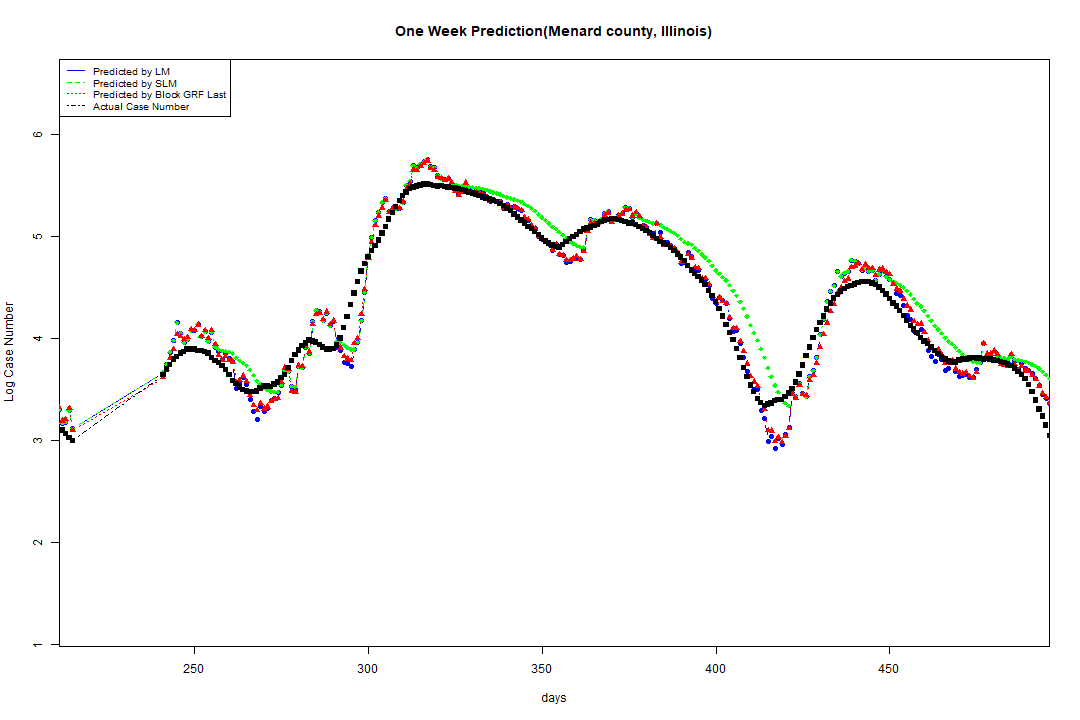 One Week Prediction(Menard county, Illinois)
Predicted by LM
Predicted by SLM
Predicted by Block GRF Last
Actual Case Number
6
5
4
3
2
1
Log Case Number
250 300 350 400 450
days